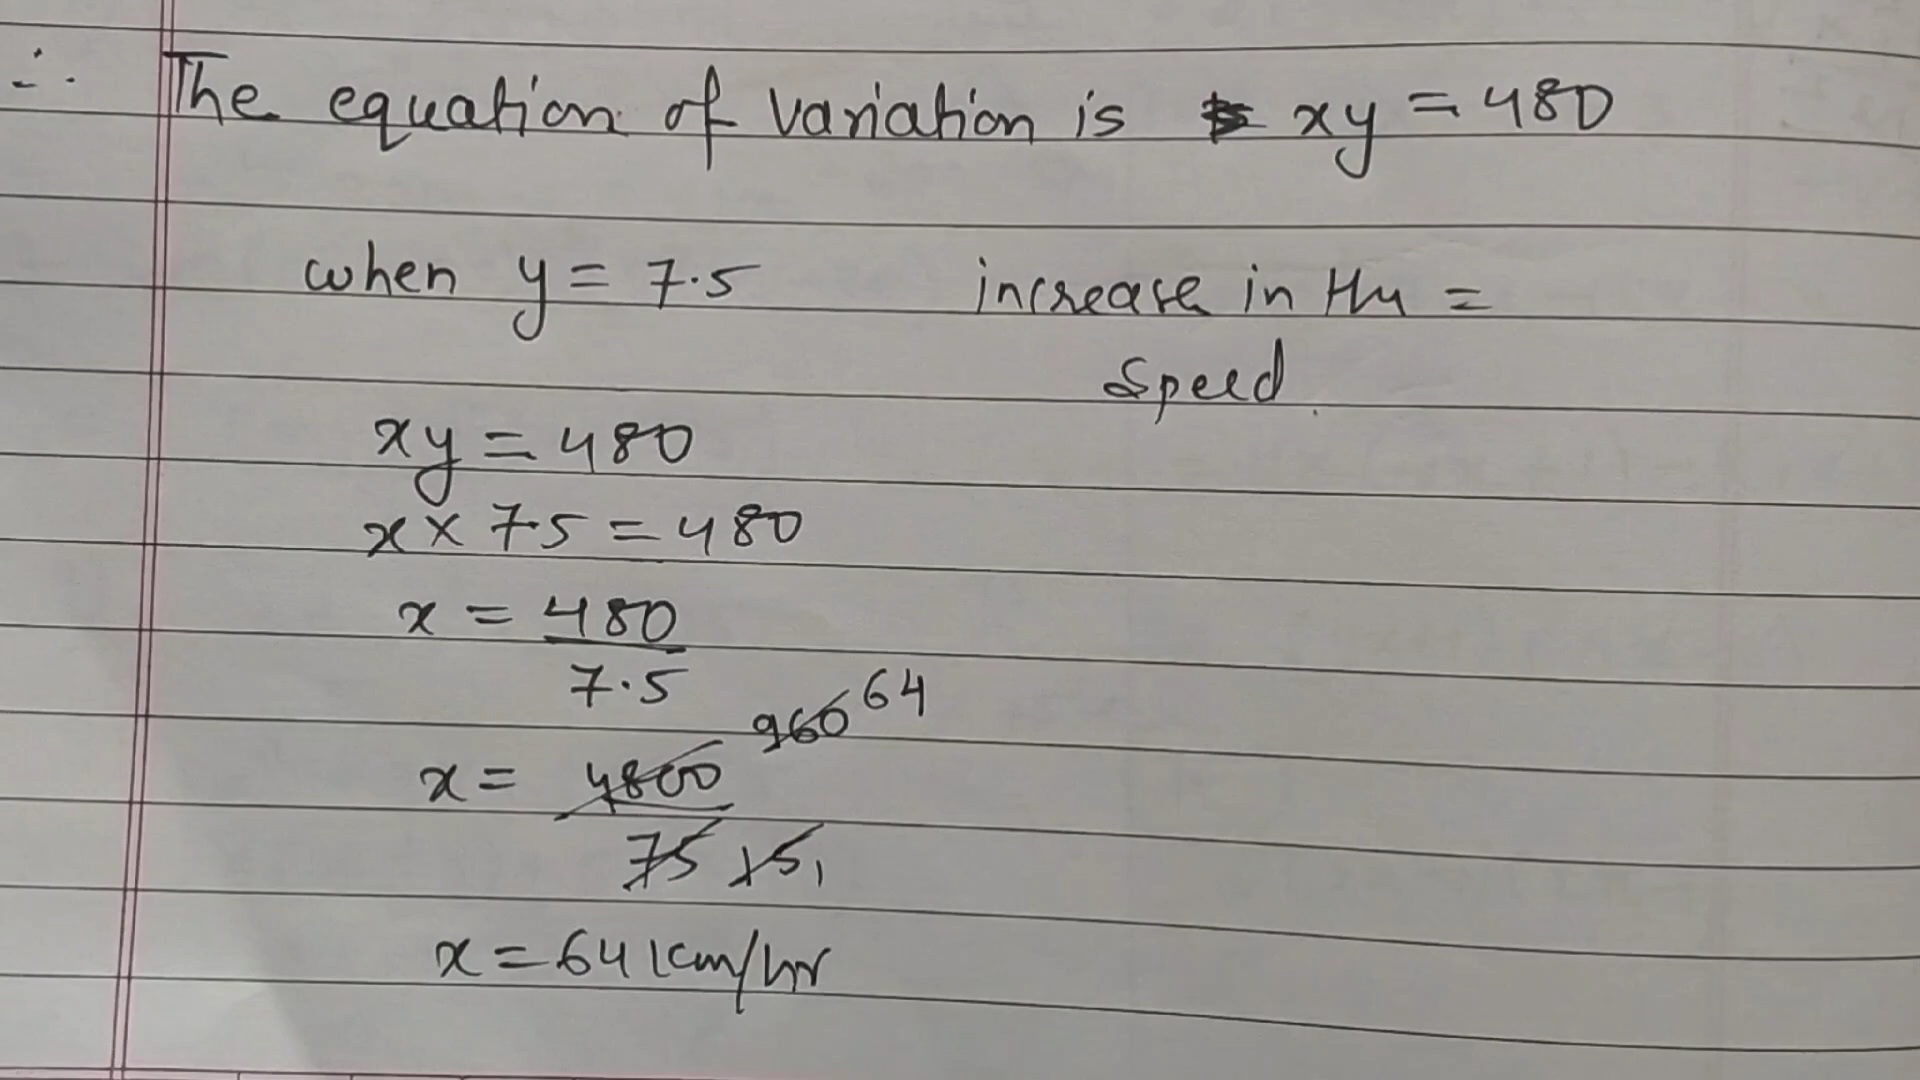 ∴ The equation of variation is xy = 480
when y = 7.5
increase in the =
speed
xy = 480
x × 7.5 = 480
x = 480
7.5
960 64
x = 4800
75 15 1
x = 64 km/hr